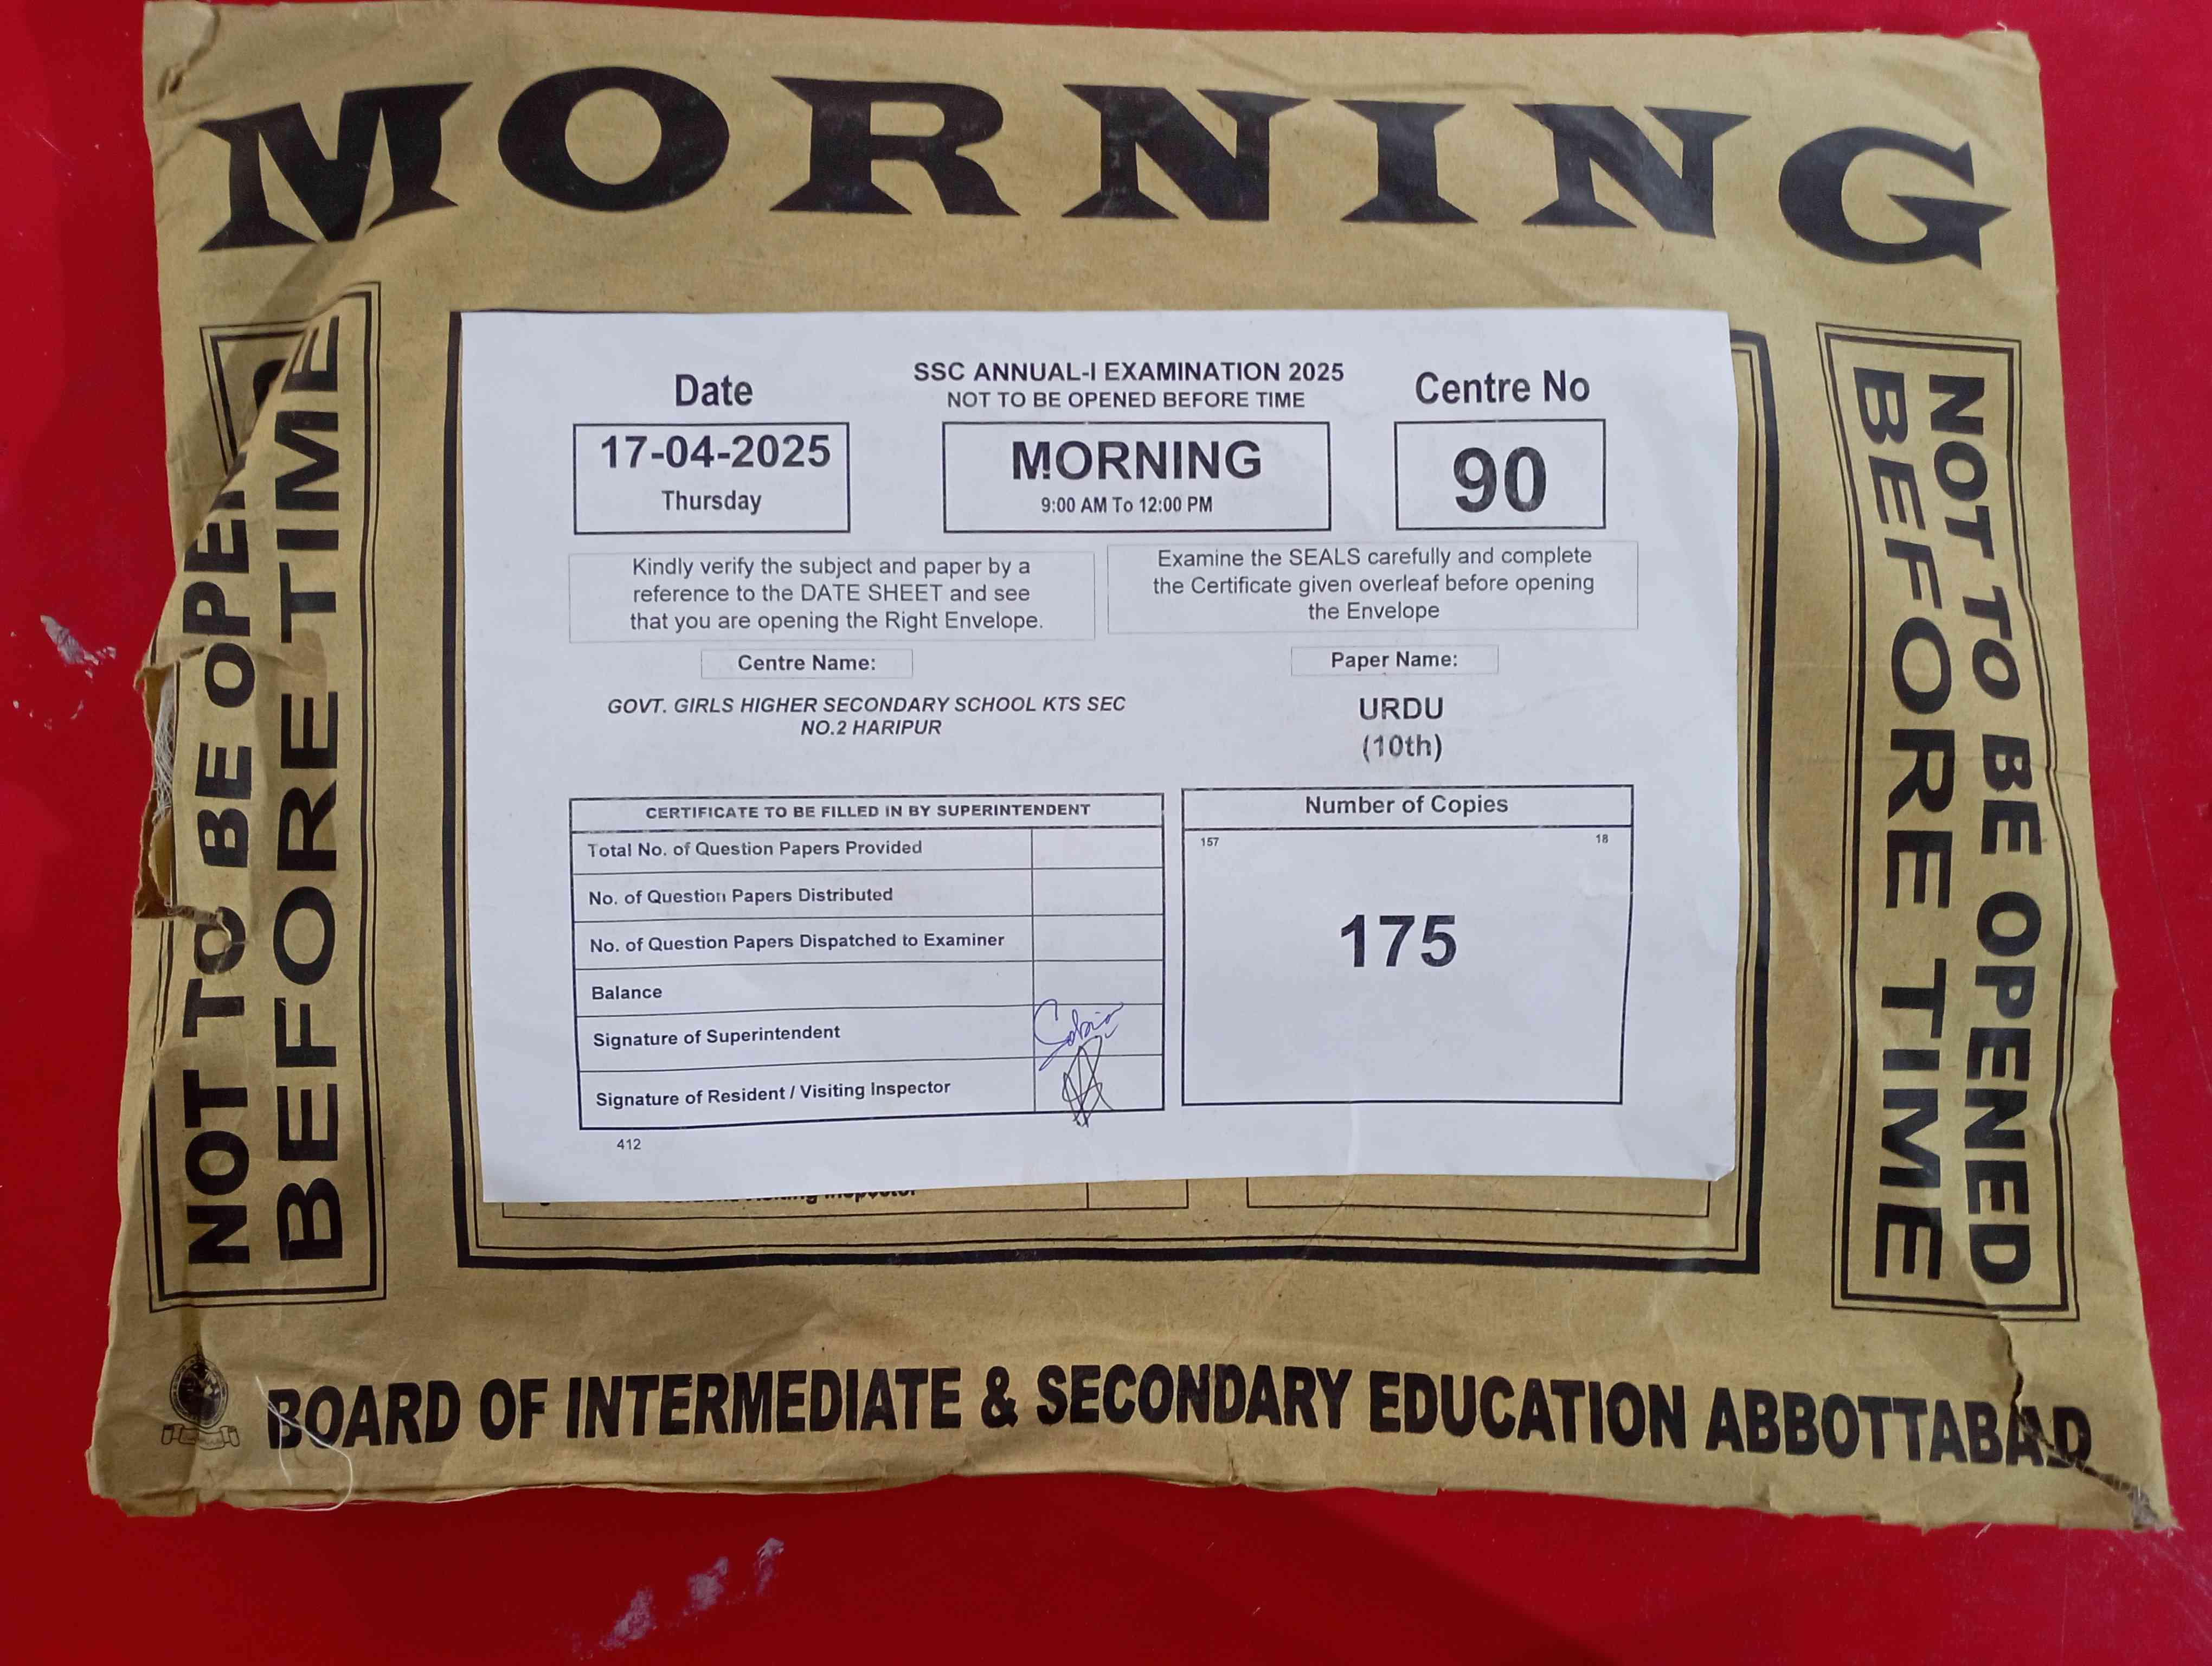 MORNING
NOT TO BE OPENED
BEFORE TIME
Date
SSC ANNUAL-I EXAMINATION 2025
NOT TO BE OPENED BEFORE TIME
Centre No
17-04-2025
Thursday
MORNING
9:00 AM To 12:00 PM
90
Kindly verify the subject and paper by a
reference to the DATE SHEET and see
that you are opening the Right Envelope.
Examine the SEALS carefully and complete
the Certificate given overleaf before opening
the Envelope
Centre Name:
Paper Name:
GOVT. GIRLS HIGHER SECONDARY SCHOOL KTS SEC
NO.2 HARIPUR
URDU
(10th)
CERTIFICATE TO BE FILLED IN BY SUPERINTENDENT
Total No. of Question Papers Provided
No. of Question Papers Distributed
No. of Question Papers Dispatched to Examiner
Balance
Signature of Superintendent
Signature of Resident / Visiting Inspector
412
Number of Copies
157 18
175
NOT TO BE OPENED
BEFORE TIME
BOARD OF INTERMEDIATE & SECONDARY EDUCATION ABBOTTABAD